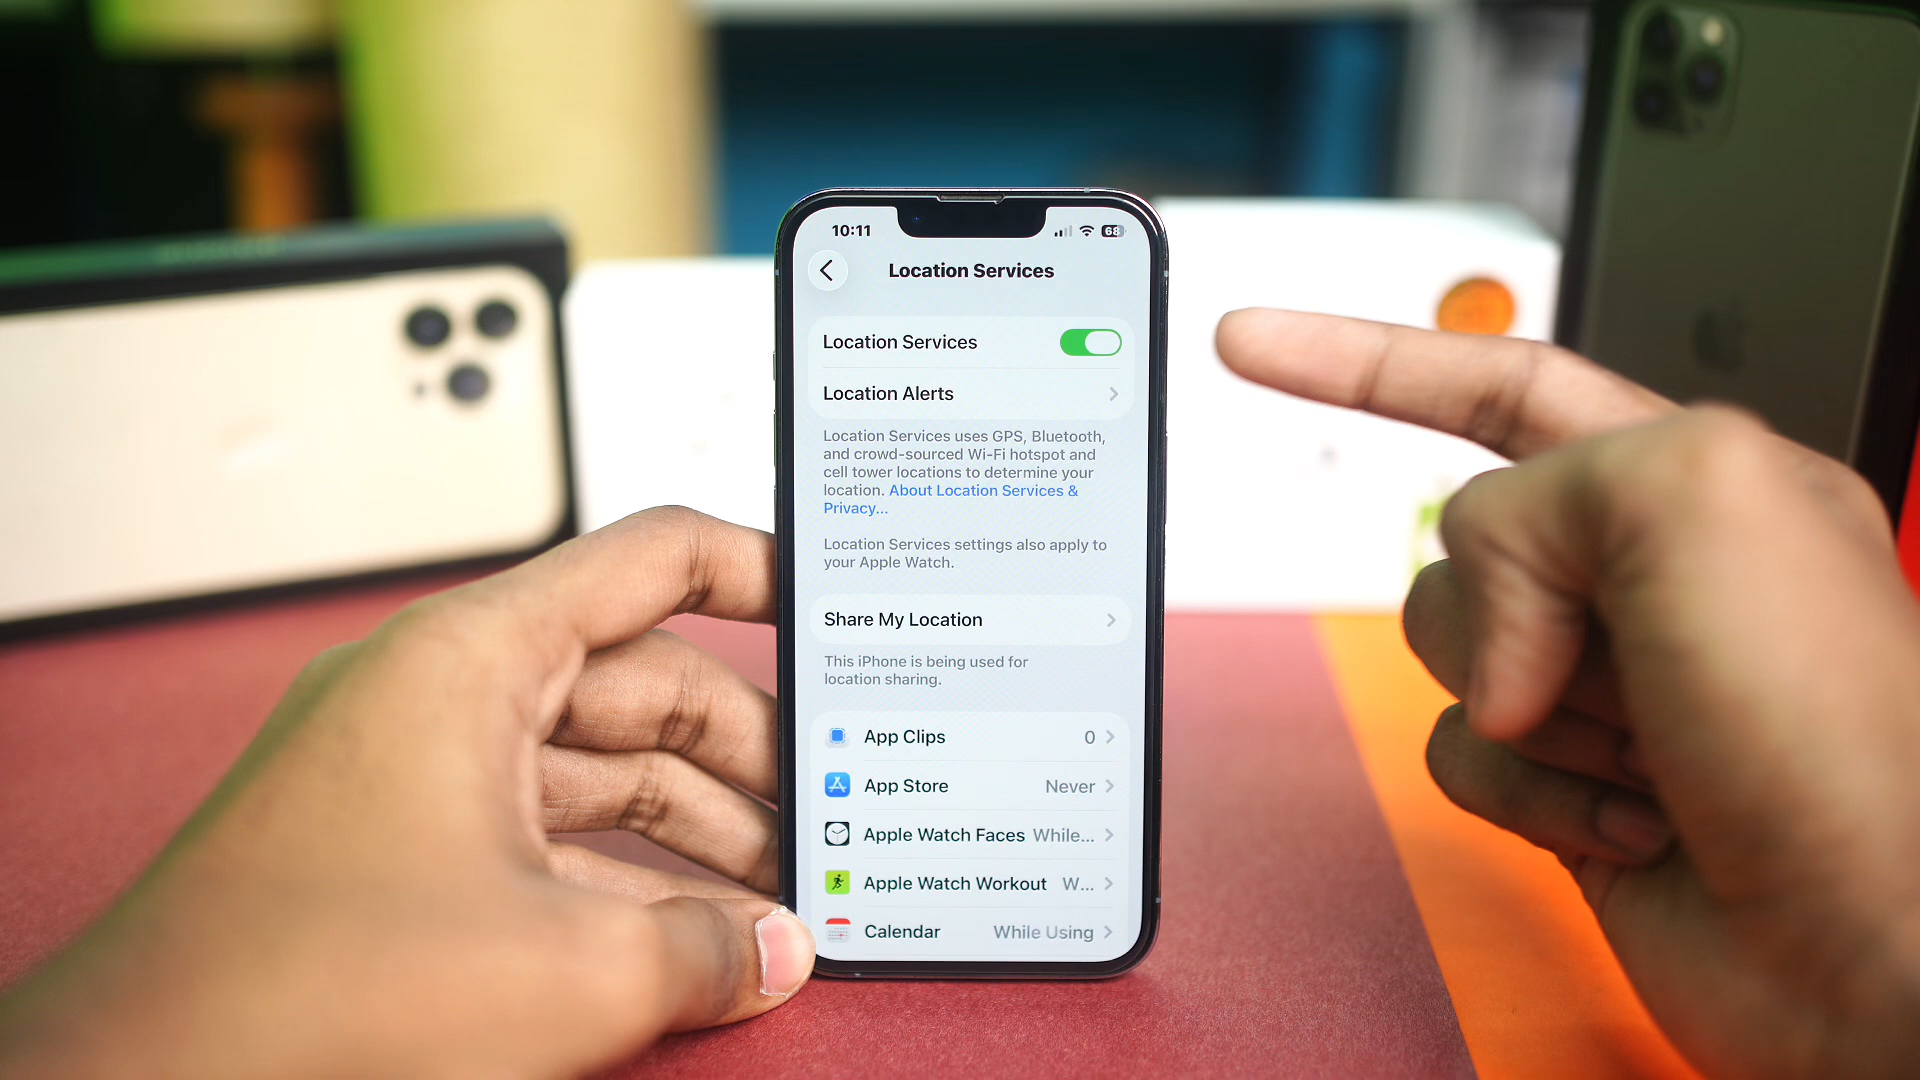 10:11
68
Location Services
Location Services
Location Alerts
Location Services uses GPS, Bluetooth,
and crowd-sourced Wi-Fi hotspot and
cell tower locations to determine your
location. About Location Services &
Privacy...
Location Services settings also apply to
your Apple Watch.
Share My Location
This iPhone is being used for
location sharing.
App Clips 0
App Store Never
Apple Watch Faces While...
Apple Watch Workout W...
Calendar While Using